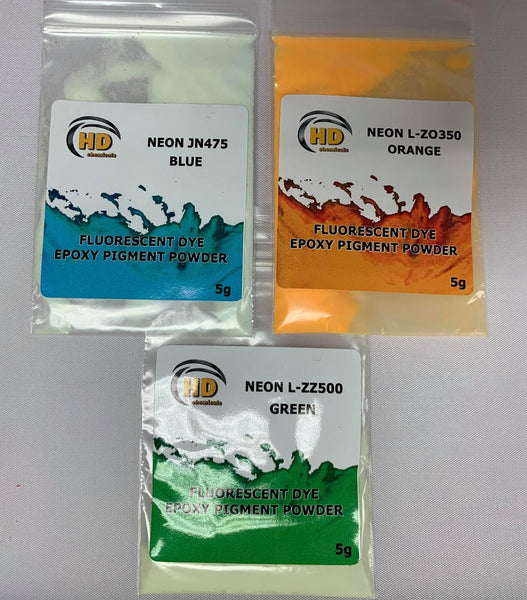 HD
chemicals
NEON JN475
BLUE
FLUORESCENT DYE
EPOXY PIGMENT POWDER
5g
HD
chemicals
NEON L-ZO350
ORANGE
FLUORESCENT DYE
EPOXY PIGMENT POWDER
5g
HD
chemicals
NEON L-ZZ500
GREEN
FLUORESCENT DYE
EPOXY PIGMENT POWDER
5g